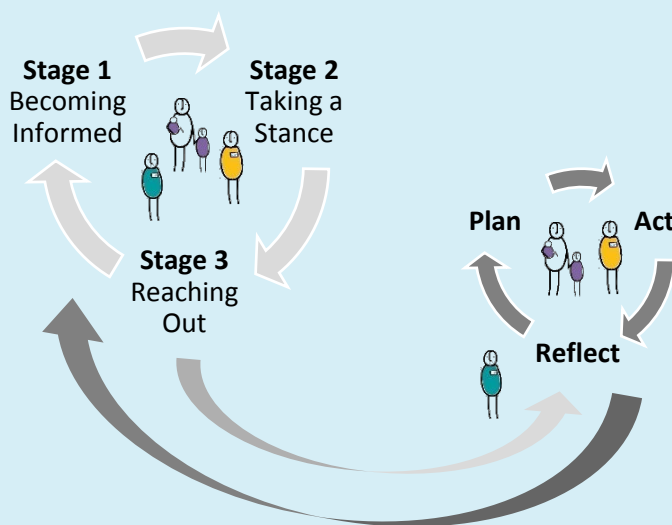 Stage 1
Becoming
Informed
Stage 2
Taking a
Stance
Stage 3
Reaching
Out
Plan
Act
Reflect